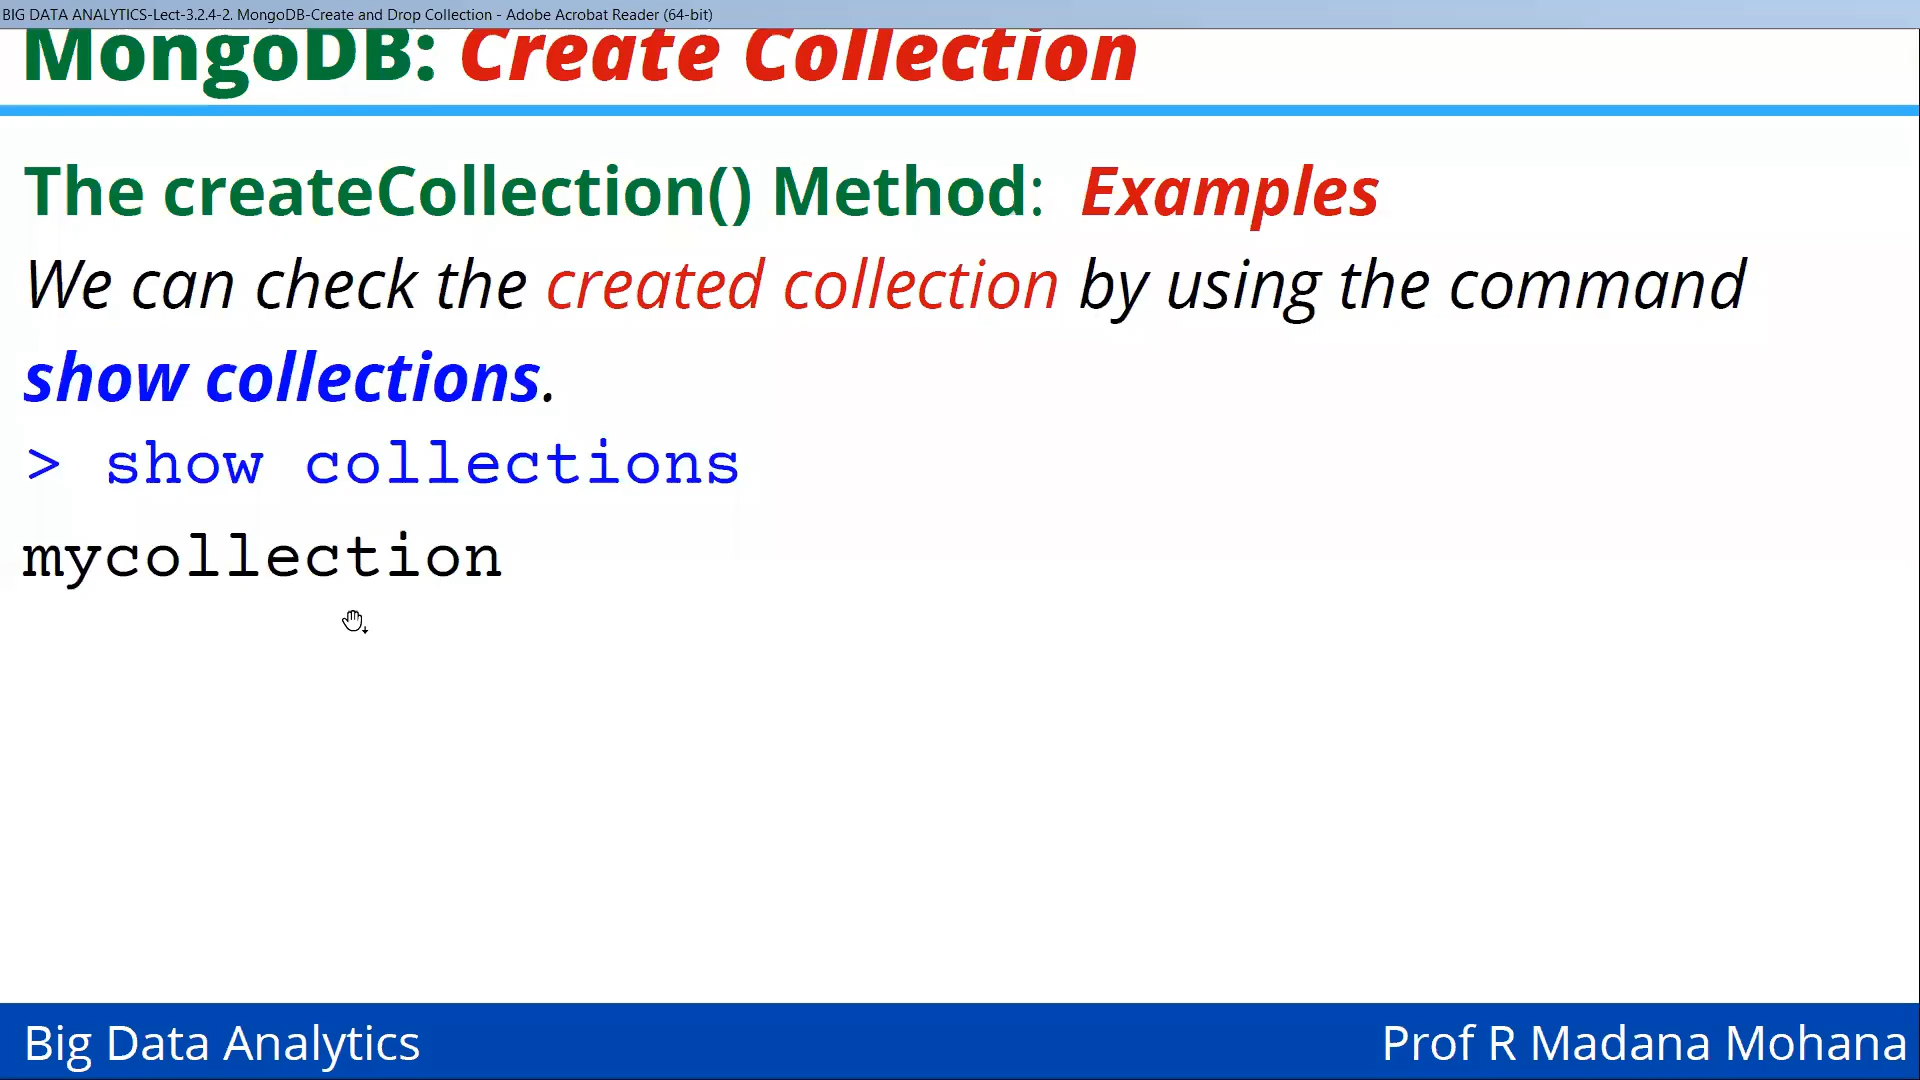 BIG DATA ANALYTICS-Lect-3.2.4-2. MongoDB-Create and Drop Collection - Adobe Acrobat Reader (64-bit)
MongoDB: Create Collection
The createCollection() Method: Examples
We can check the created collection by using the command
show collections.
> show collections
mycollection
Big Data Analytics
Prof R Madana Mohana